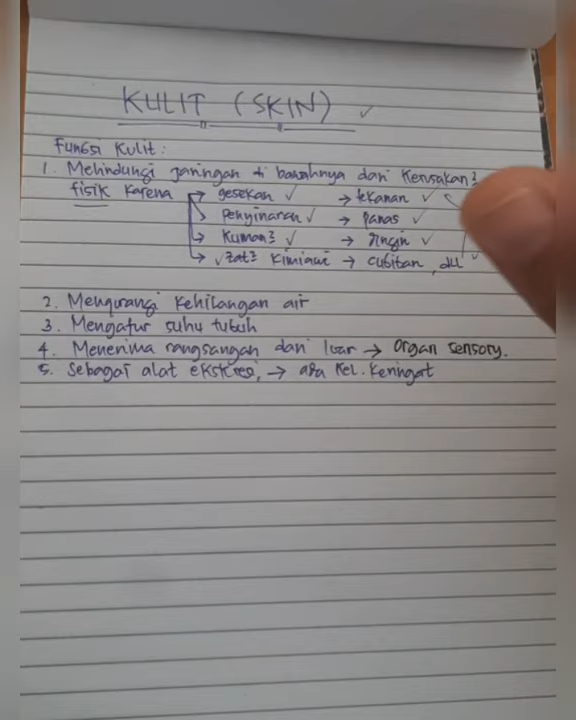 KULIT (SKIN) ✓
Fungsi Kulit:
1. Melindungi jaringan di bawahnya dari Kerusakan2
fisik karena → gesekan ✓ → tekanan ✓
→ penyinaran ✓ → panas ✓
→ Kuman2 ✓ → dingin ✓
→ ✓ Zat2 Kimiawi → cubitan, dll ✓
2. Mengurangi Kehilangan air
3. Mengatur suhu tubuh
4. Menerima rangsangan dari luar → organ sensory.
5. Sebagai alat ekskresi, → ada Kel. Keringat